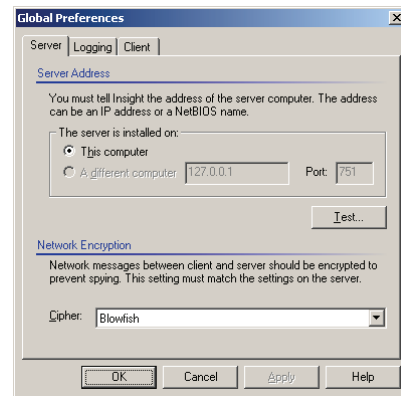 Global Preferences
Server Logging Client
Server Address
You must tell Insight the address of the server computer. The address
can be an IP address or a NetBIOS name.
The server is installed on:
This computer
A different computer 127.0.0.1 Port: 751
Test...
Network Encryption
Network messages between client and server should be encrypted to
prevent spying. This setting must match the settings on the server.
Cipher: Blowfish
OK Cancel Apply Help